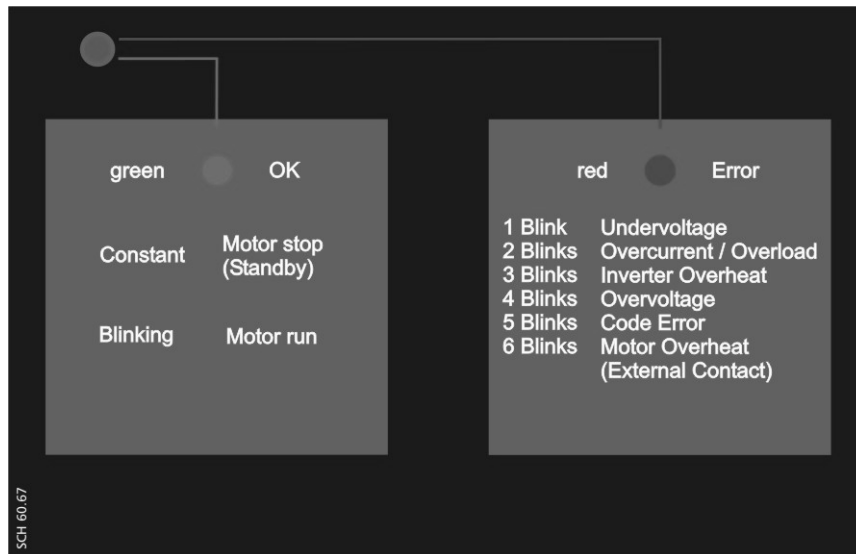 green OK
Constant Motor stop
(Standby)
Blinking Motor run
red Error
1 Blink Undervoltage
2 Blinks Overcurrent / Overload
3 Blinks Inverter Overheat
4 Blinks Overvoltage
5 Blinks Code Error
6 Blinks Motor Overheat
(External Contact)
SCH 60.67